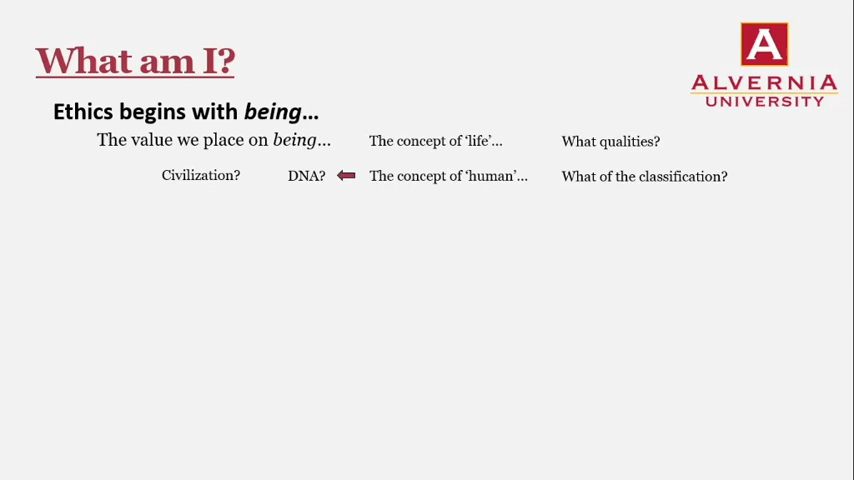 What am I?
A
ALVERNIA
UNIVERSITY
Ethics begins with being...
The value we place on being... The concept of ‘life’... What qualities?
Civilization? DNA? The concept of ‘human’... What of the classification?